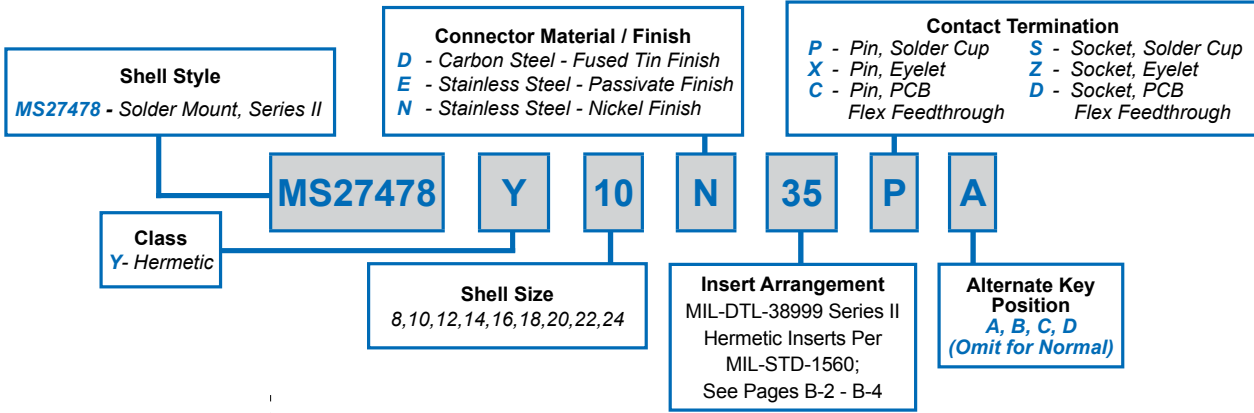 Shell Style
MS27478 - Solder Mount, Series II
Connector Material / Finish
D - Carbon Steel - Fused Tin Finish
E - Stainless Steel - Passivate Finish
N - Stainless Steel - Nickel Finish
Contact Termination
P - Pin, Solder Cup
X - Pin, Eyelet
C - Pin, PCB
Flex Feedthrough
S - Socket, Solder Cup
Z - Socket, Eyelet
D - Socket, PCB
Flex Feedthrough
MS27478 Y 10 N 35 P A
Class
Y- Hermetic
Shell Size
8,10,12,14,16,18,20,22,24
Insert Arrangement
MIL-DTL-38999 Series II
Hermetic Inserts Per
MIL-STD-1560;
See Pages B-2 - B-4
Alternate Key
Position
A, B, C, D
(Omit for Normal)